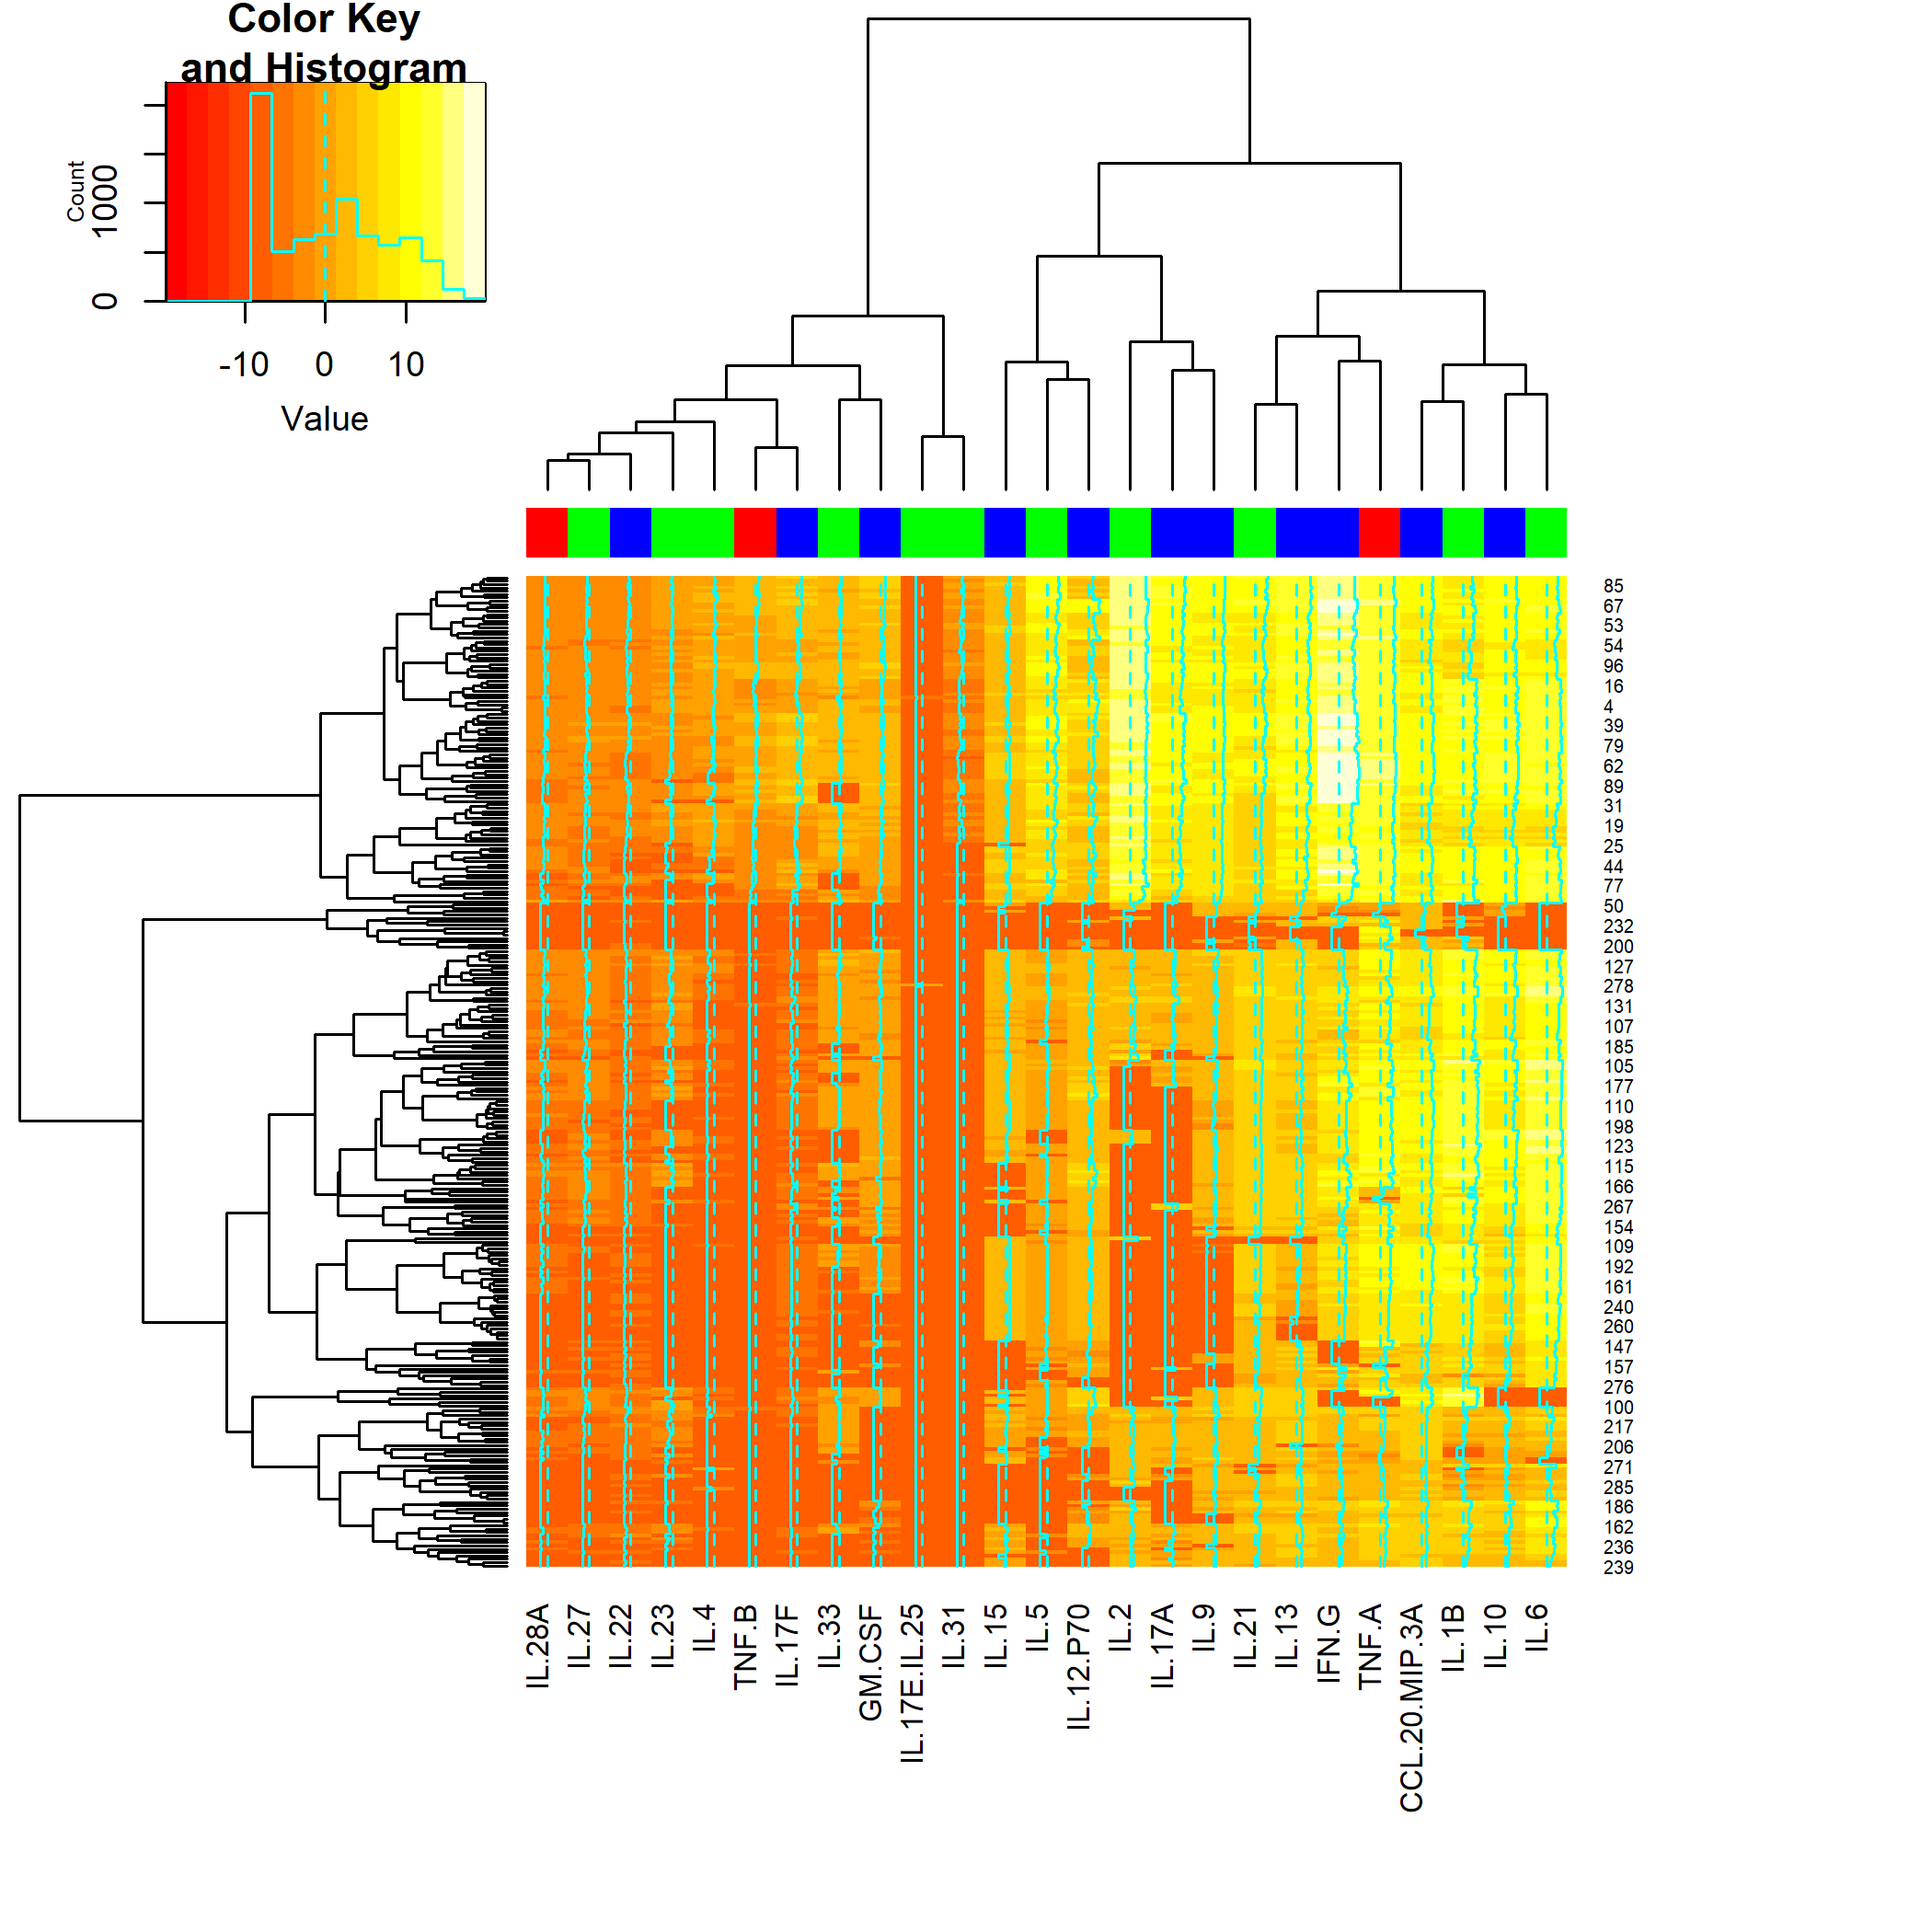 Color Key
and Histogram
Count
0
1000
-10 0 10
Value
85
67
53
54
96
16
4
39
79
62
89
31
19
25
44
77
50
232
200
127
278
131
107
185
105
177
110
198
123
115
166
267
154
109
192
161
240
260
147
157
276
100
217
206
271
285
186
162
236
239
IL.28A
IL.27
IL.22
IL.23
IL.4
TNF.B
IL.17F
IL.33
GM.CSF
IL.17E.IL.25
IL.31
IL.15
IL.5
IL.12.P70
IL.2
IL.17A
IL.9
IL.21
IL.13
IFN.G
TNF.A
CCL.20.MIP.3A
IL.1B
IL.10
IL.6